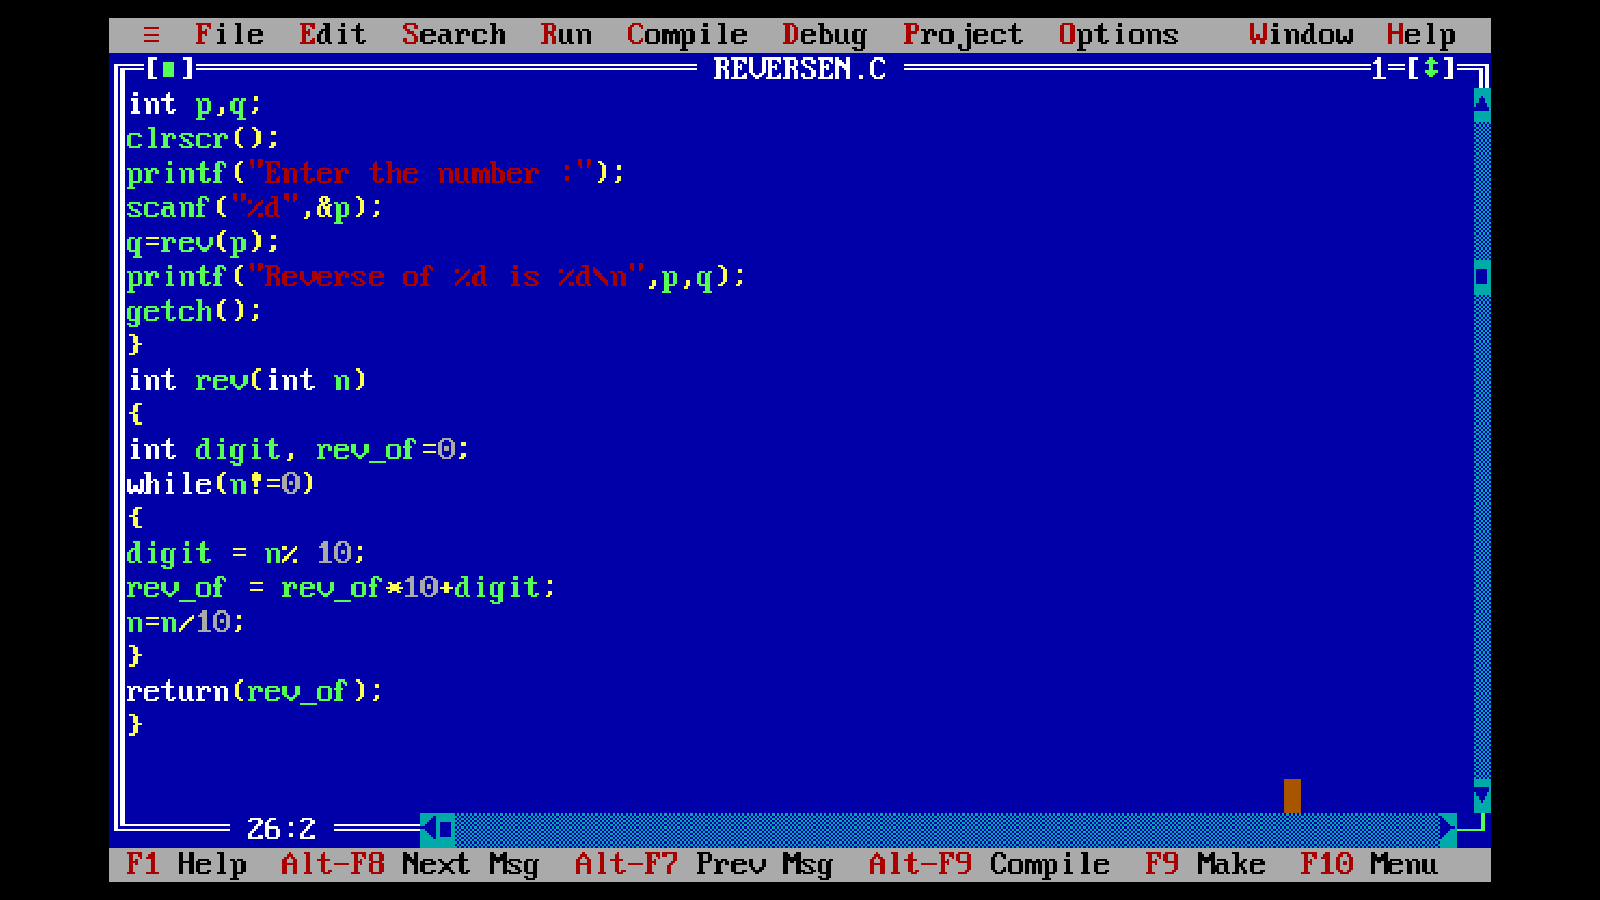 ≡ File Edit Search Run Compile Debug Project Options Window Help
[■] REVERSEN.C 1=[↕]
int p,q;
clrscr();
printf("Enter the number :");
scanf("%d",&p);
q=rev(p);
printf("Reverse of %d is %d\n",p,q);
getch();
}
int rev(int n)
{
int digit, rev_of=0;
while(n!=0)
{
digit = n% 10;
rev_of = rev_of*10+digit;
n=n/10;
}
return(rev_of);
}
26:2
F1 Help Alt-F8 Next Msg Alt-F7 Prev Msg Alt-F9 Compile F9 Make F10 Menu